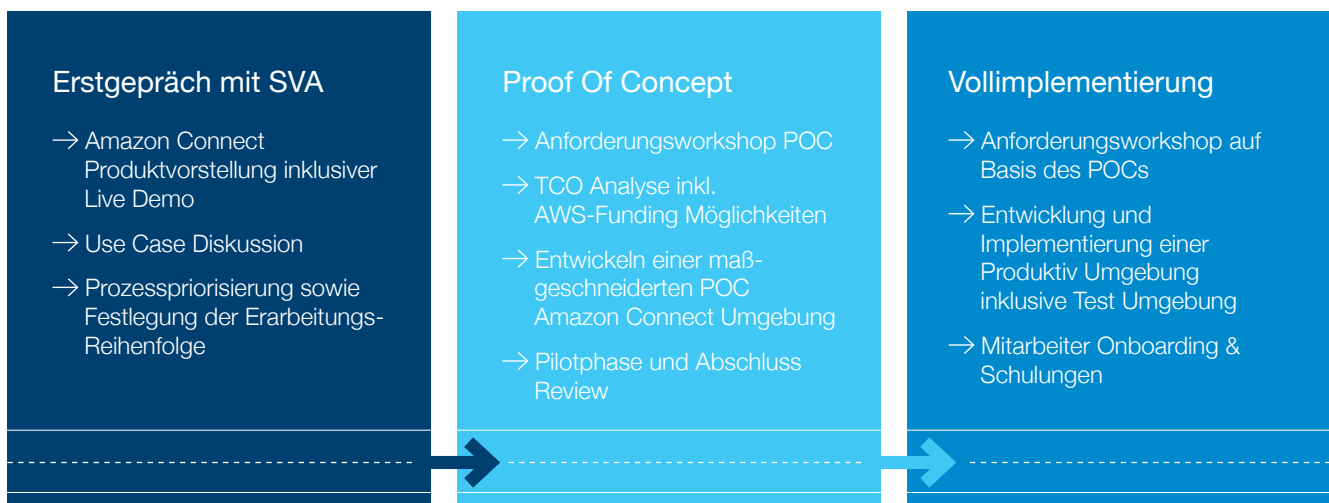 Erstgepräch mit SVA
→ Amazon Connect
Produktvorstellung inklusiver
Live Demo
→ Use Case Diskussion
→ Prozesspriorisierung sowie
Festlegung der Erarbeitungs-
Reihenfolge
Proof Of Concept
→ Anforderungsworkshop POC
→ TCO Analyse inkl.
AWS-Funding Möglichkeiten
→ Entwickeln einer maß-
geschneiderten POC
Amazon Connect Umgebung
→ Pilotphase und Abschluss
Review
Vollimplementierung
→ Anforderungsworkshop auf
Basis des POCs
→ Entwicklung und
Implementierung einer
Produktiv Umgebung
inklusive Test Umgebung
→ Mitarbeiter Onboarding &
Schulungen